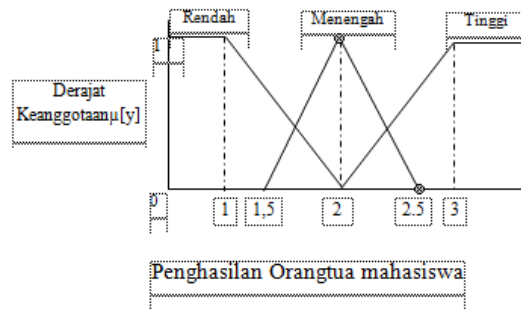 Rendah Menengah Tinggi
1
Derajat
Keanggotaanµ[y]
0
1 1,5 2 2.5 3
Penghasilan Orangtua mahasiswa